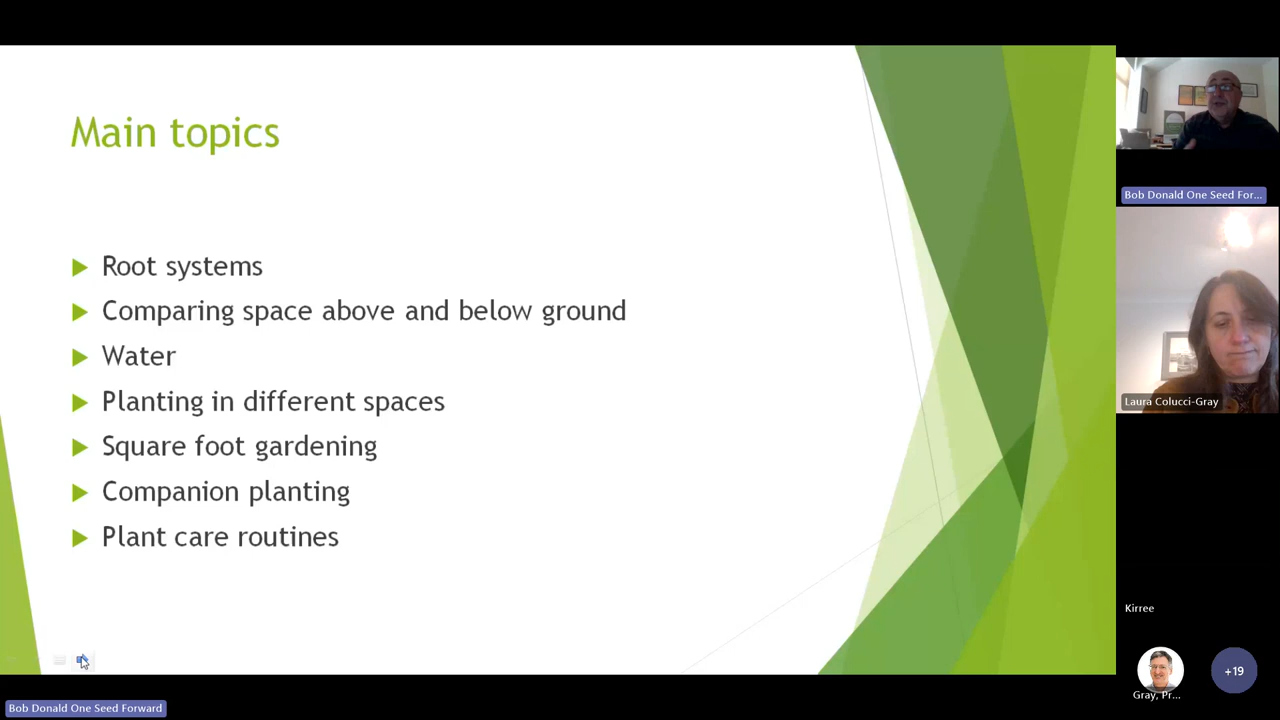 Main topics
Root systems
Comparing space above and below ground
Water
Planting in different spaces
Square foot gardening
Companion planting
Plant care routines
Bob Donald One Seed For...
Laura Colucci-Gray
Kirree
Gray, Pr...
+19
Bob Donald One Seed Forward